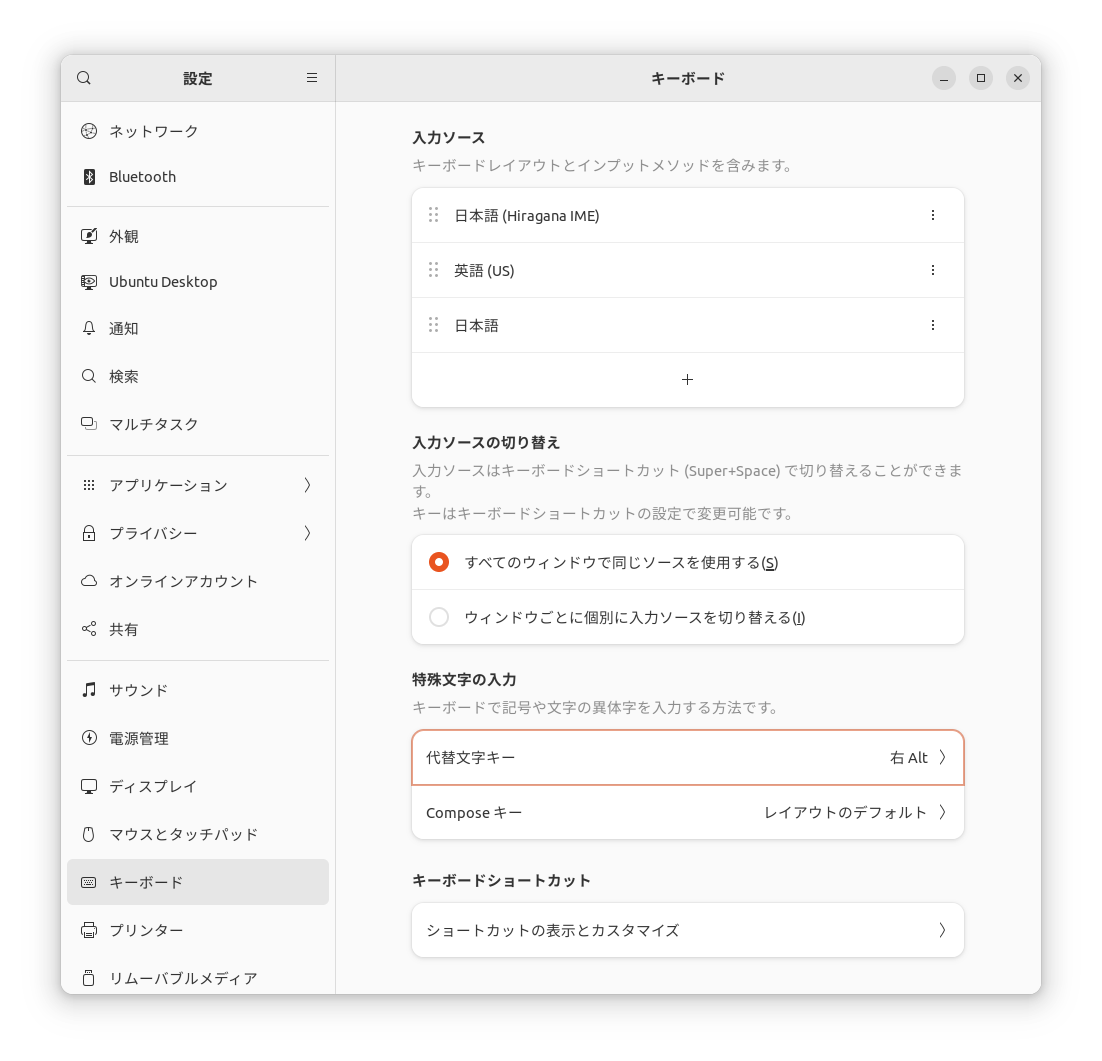 設定
ネットワーク
Bluetooth
外観
Ubuntu Desktop
通知
検索
マルチタスク
アプリケーション
プライバシー
オンラインアカウント
共有
サウンド
電源管理
ディスプレイ
マウスとタッチパッド
キーボード
プリンター
リムーバブルメディア
キーボード
入力ソース
キーボードレイアウトとインプットメソッドを含みます。
日本語 (Hiragana IME)
英語 (US)
日本語
入力ソースの切り替え
入力ソースはキーボードショートカット (Super+Space) で切り替えることができま
す。
キーはキーボードショートカットの設定で変更可能です。
すべてのウィンドウで同じソースを使用する(S)
ウィンドウごとに個別に入力ソースを切り替える(I)
特殊文字の入力
キーボードで記号や文字の異体字を入力する方法です。
代替文字キー 右 Alt
Compose キー レイアウトのデフォルト
キーボードショートカット
ショートカットの表示とカスタマイズ